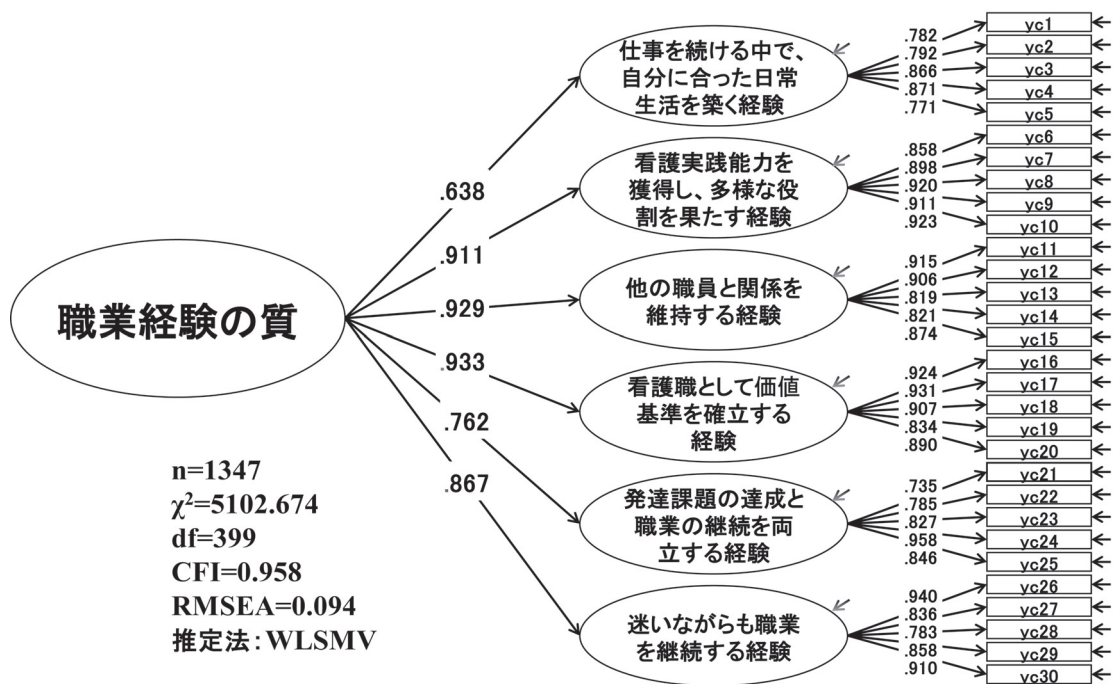 職業経験の質
n=1347
χ²=5102.674
df=399
CFI=0.958
RMSEA=0.094
推定法：WLSMV
.638
.911
.929
.933
.762
.867
仕事を続ける中で、
自分に合った日常
生活を築く経験
.782
.792
.866
.871
.771
yc1
yc2
yc3
yc4
yc5
看護実践能力を
獲得し、多様な役
割を果たす経験
.858
.898
.920
.911
.923
yc6
yc7
yc8
yc9
yc10
他の職員と関係を
維持する経験
.915
.906
.819
.821
.874
yc11
yc12
yc13
yc14
yc15
看護職として価値
基準を確立する
経験
.924
.931
.907
.834
.890
yc16
yc17
yc18
yc19
yc20
発達課題の達成と
職業の継続を両
立する経験
.735
.785
.827
.958
.846
yc21
yc22
yc23
yc24
yc25
迷いながらも職業
を継続する経験
.940
.836
.783
.858
.910
yc26
yc27
yc28
yc29
yc30